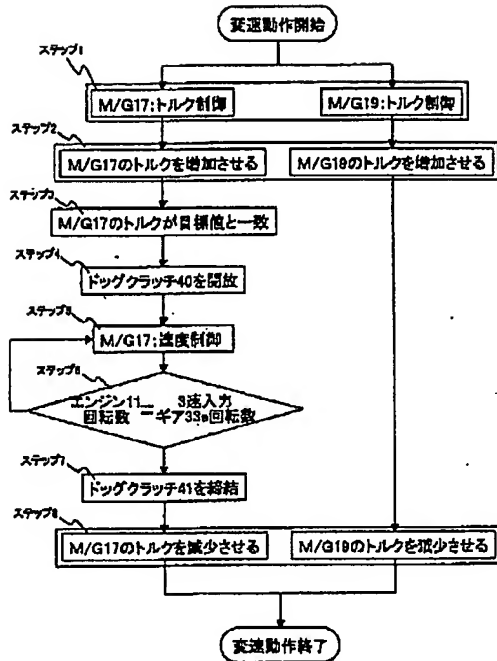 変速動作開始
ステップ1
M/G17:トルク制御
M/G19:トルク制御
ステップ2
M/G17のトルクを増加させる
M/G19のトルクを増加させる
ステップ3
M/G17のトルクが目標値と一致
ステップ4
ドッグクラッチ40を開放
ステップ5
M/G17:速度制御
ステップ6
エンジン11 = 3速入力
回転数 ギア33a回転数
ステップ7
ドッグクラッチ41を締結
ステップ8
M/G17のトルクを減少させる
M/G19のトルクを減少させる
変速動作終了